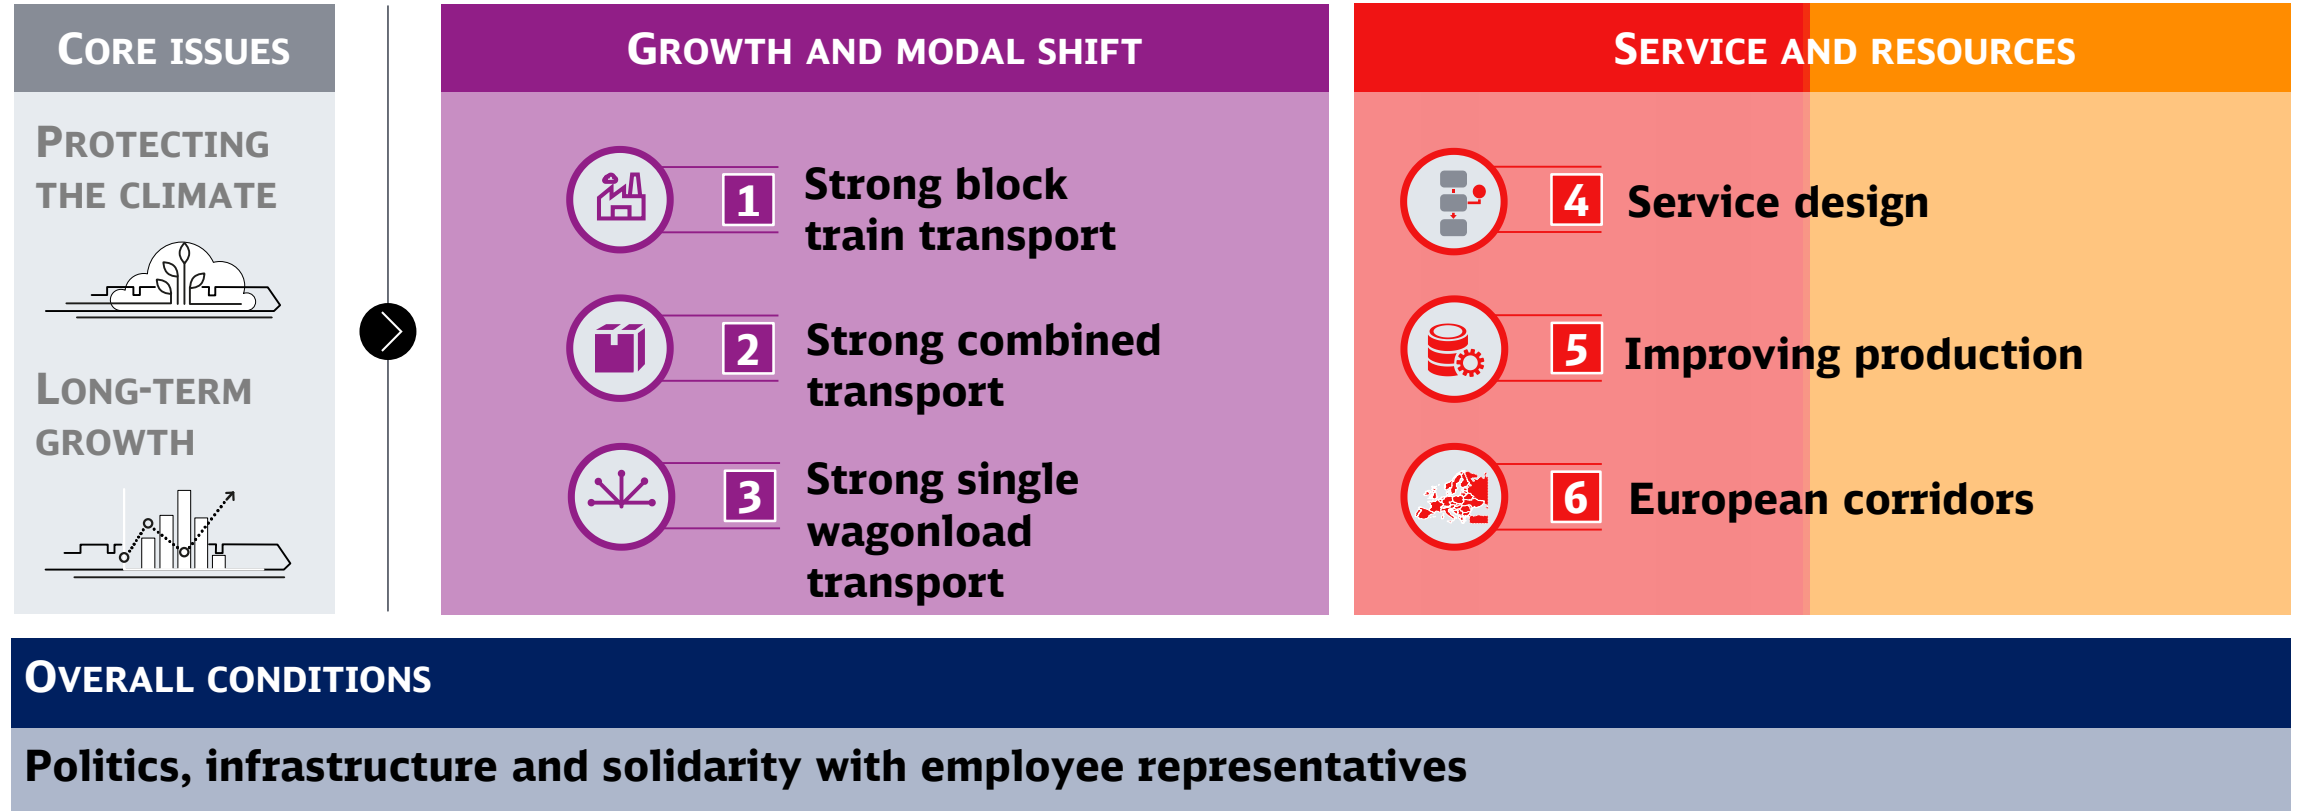 CORE ISSUES
PROTECTING
THE CLIMATE
LONG-TERM
GROWTH
GROWTH AND MODAL SHIFT
1
Strong block
train transport
2
Strong combined
transport
3
Strong single
wagonload
transport
SERVICE AND RESOURCES
4
Service design
5
Improving production
6
European corridors
OVERALL CONDITIONS
Politics, infrastructure and solidarity with employee representatives